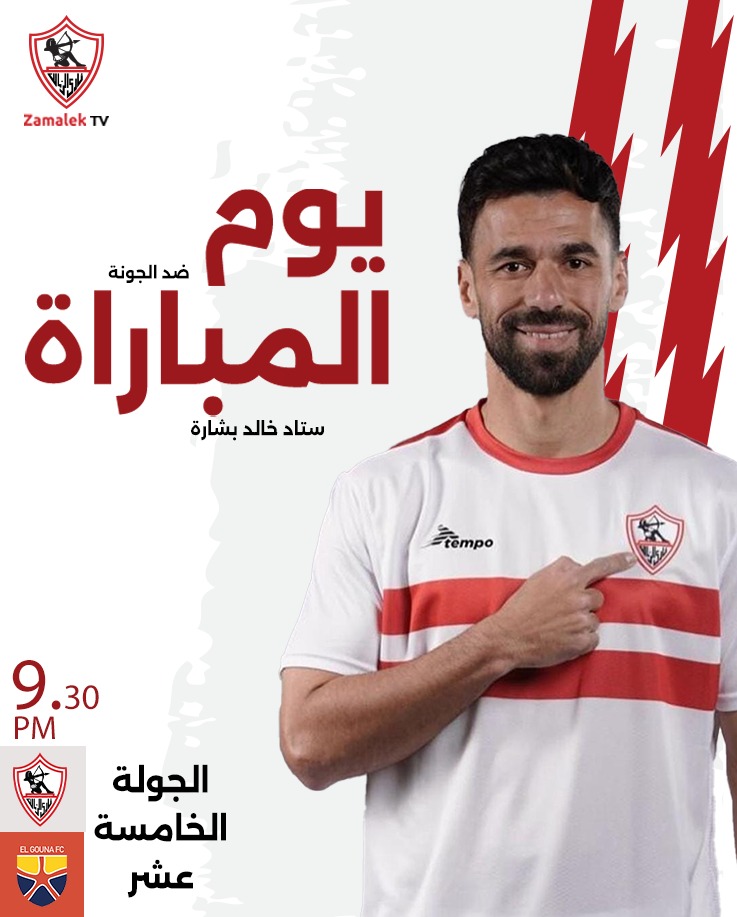 Zamalek TV
يوم
ضد الجونة
المباراة
ستاد خالد بشارة
tempo
9.30
PM
الجولة
الخامسة
عشر
EL GOUNA FC